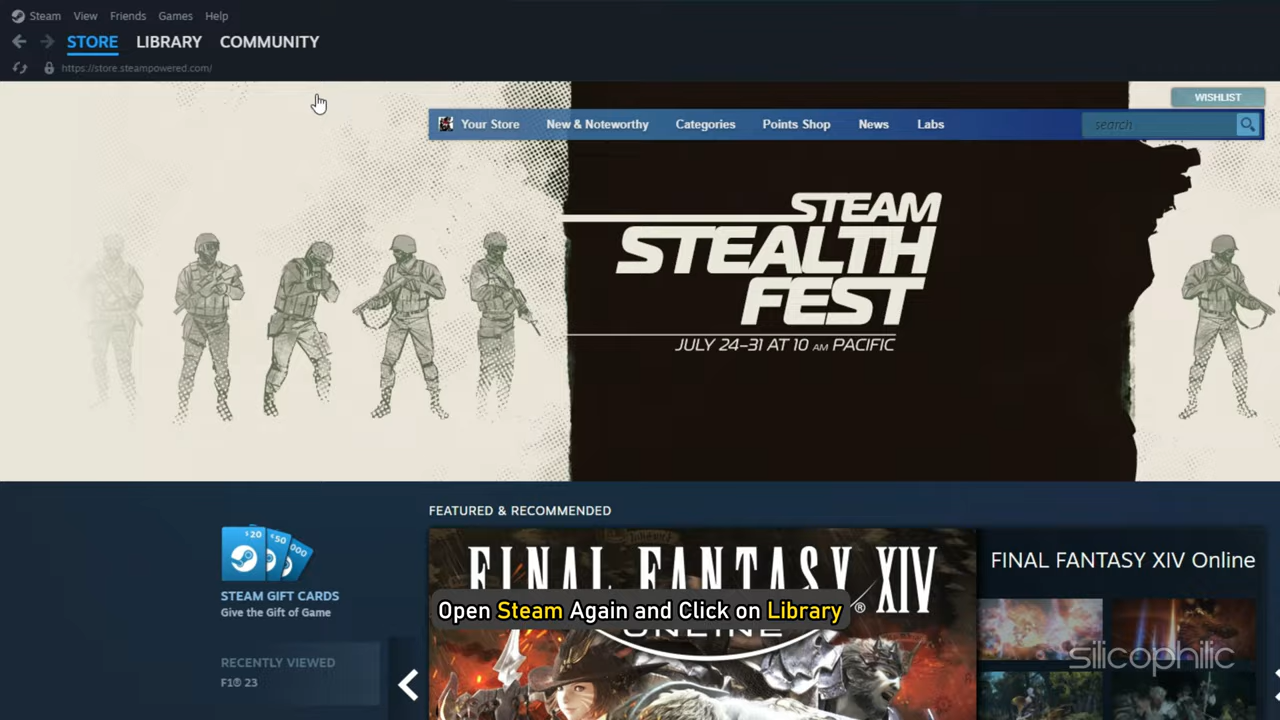 Steam View Friends Games Help
STORE LIBRARY COMMUNITY
https://store.steampowered.com/
WISHLIST
Your Store New & Noteworthy Categories Points Shop News Labs search
STEAM
STEALTH
FEST
JULY 24-31 AT 10 AM PACIFIC
FEATURED & RECOMMENDED
$20 $50
STEAM GIFT CARDS
Give the Gift of Game
RECENTLY VIEWED
F1® 23
FINAL FANTASY XIV
ONLINE
FINAL FANTASY XIV Online
Open Steam Again and Click on Library
silicophilic